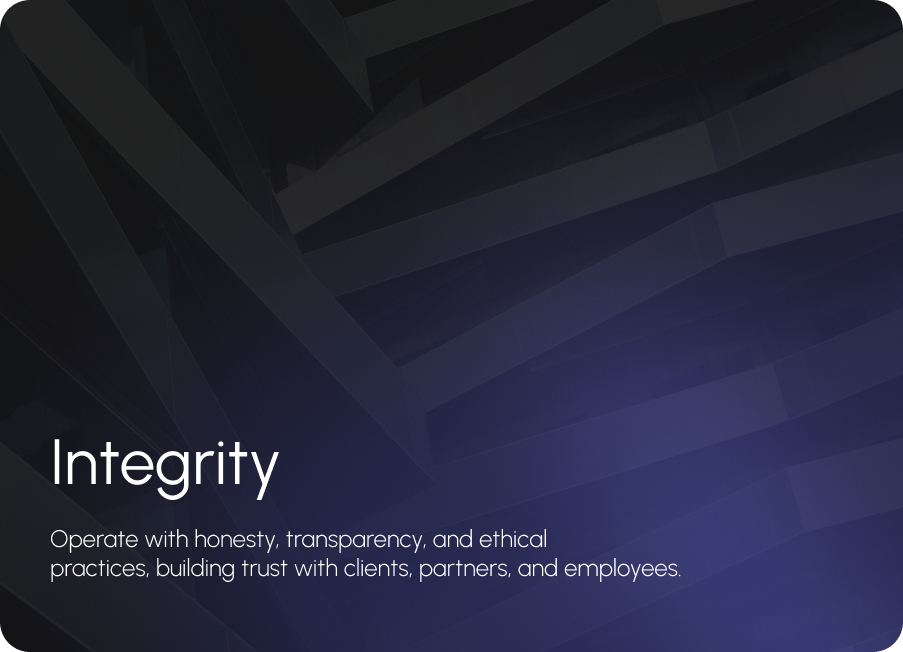 Integrity
Operate with honesty, transparency, and ethical
practices, building trust with clients, partners, and employees.